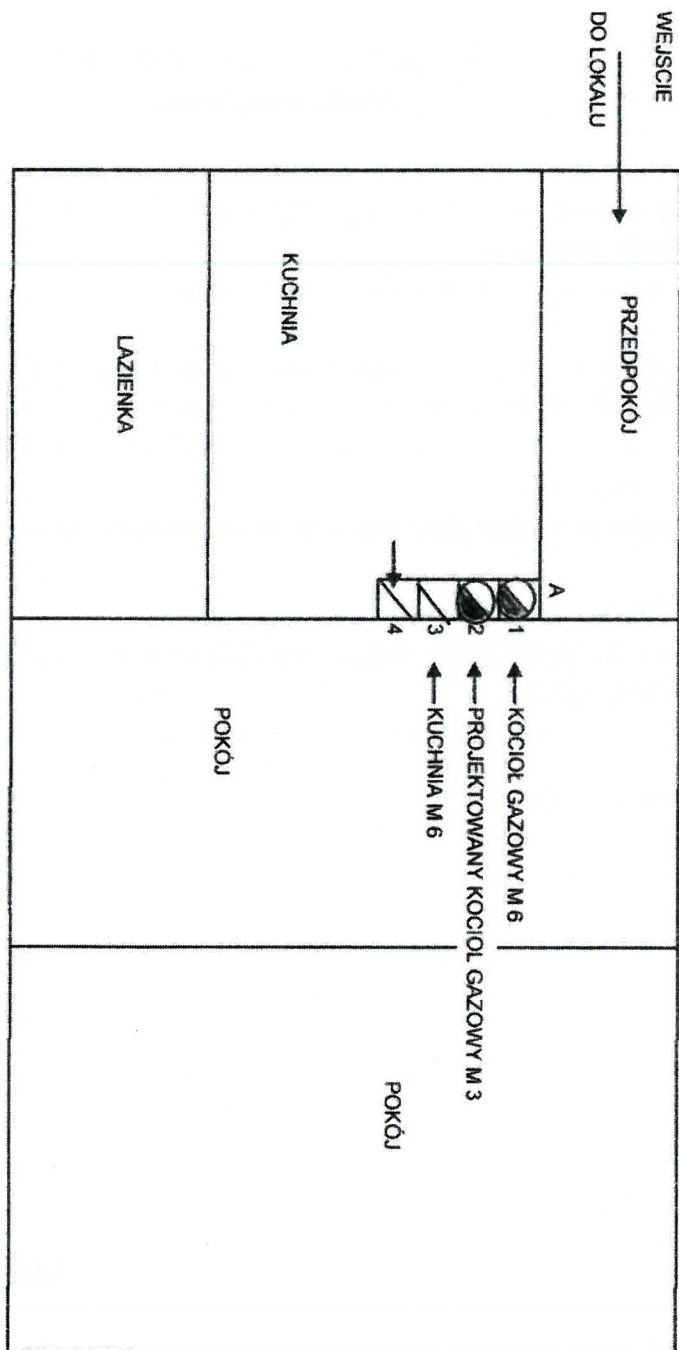 WEJSCIE
DO LOKALU
PRZEDPOKÓJ
KUCHNIA
LAZIENKA
A
1
2
3
4
KOCIOŁ GAZOWY M 6
PROJEKTOWANY KOCIOŁ GAZOWY M 3
KUCHNIA M 6
POKÓJ
POKÓJ